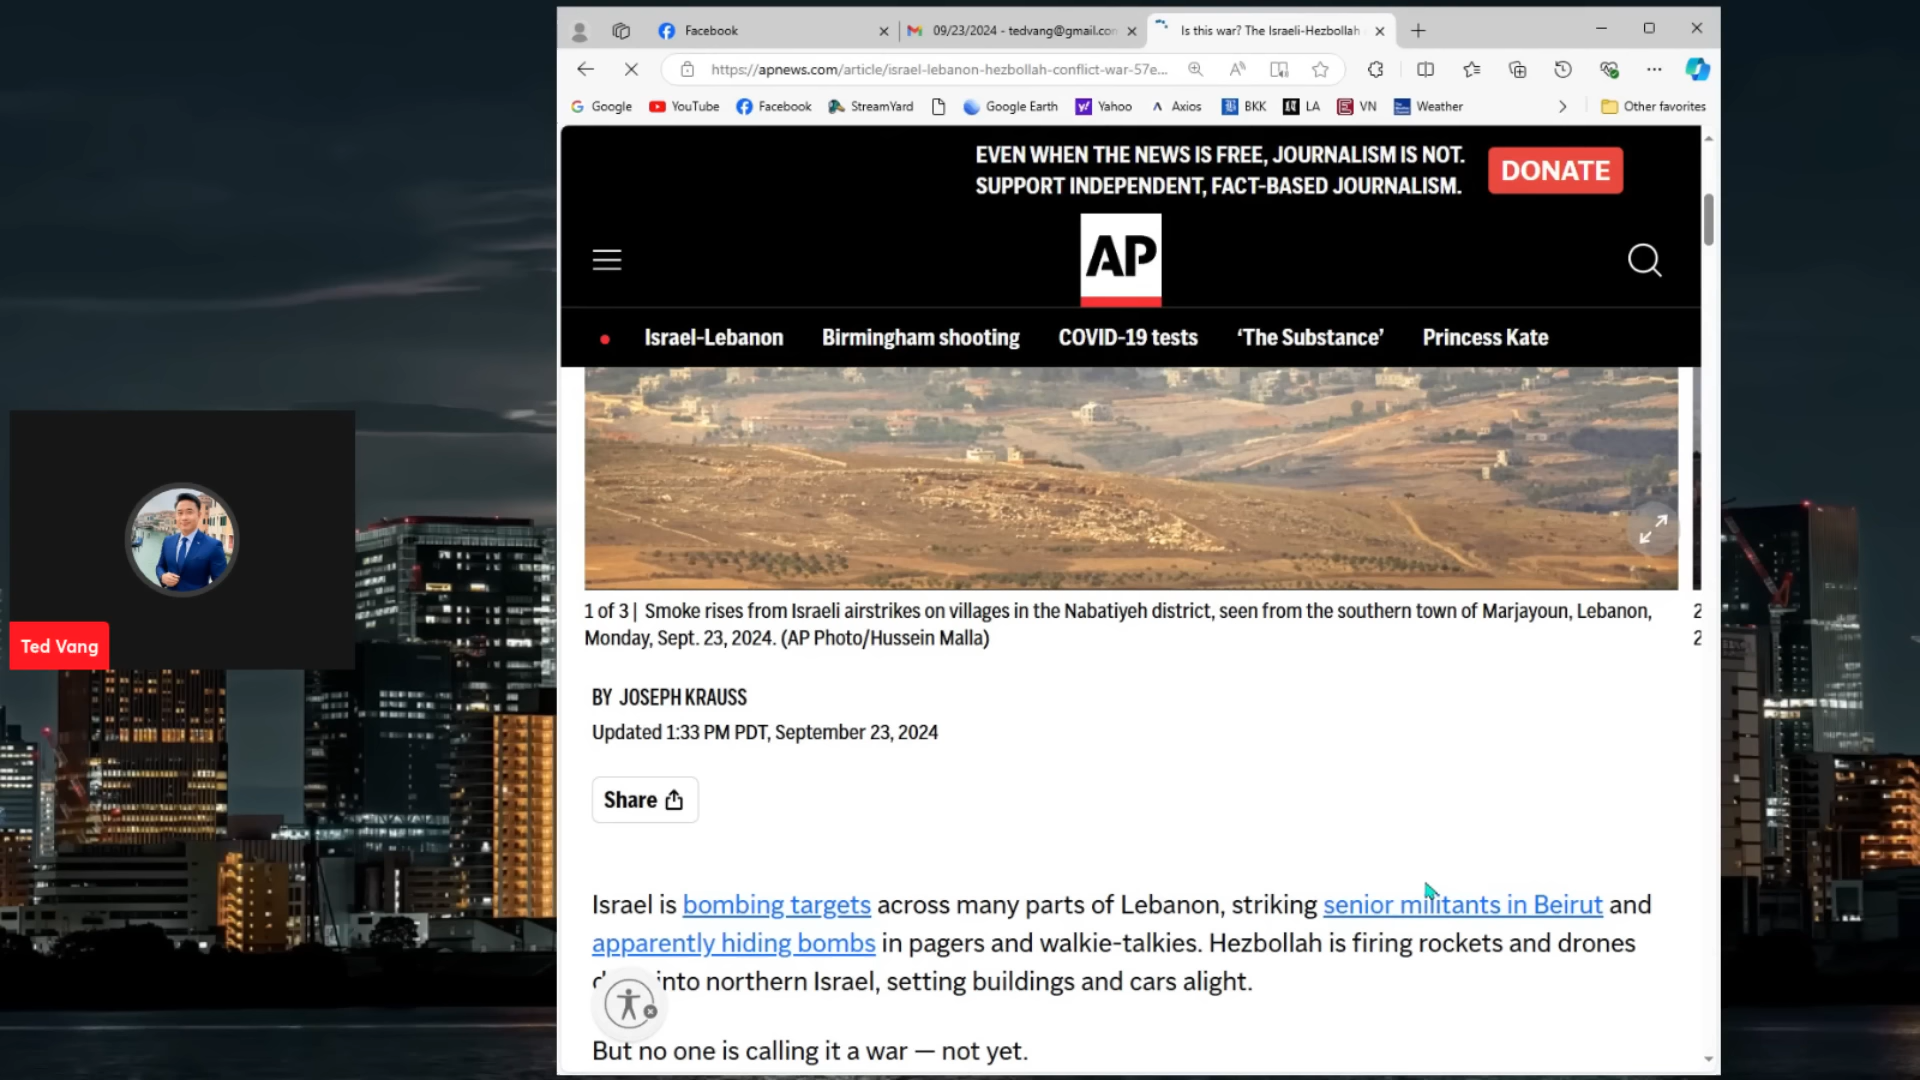 Facebook
09/23/2024 - tedvang@gmail.con
Is this war? The Israeli-Hezbollah
https://apnews.com/article/israel-lebanon-hezbollah-conflict-war-57e...
Google
YouTube
Facebook
StreamYard
Google Earth
Yahoo
Axios
BKK
LA
VN
Weather
Other favorites
EVEN WHEN THE NEWS IS FREE, JOURNALISM IS NOT.
SUPPORT INDEPENDENT, FACT-BASED JOURNALISM.
DONATE
AP
Israel-Lebanon
Birmingham shooting
COVID-19 tests
‘The Substance’
Princess Kate
1 of 3 | Smoke rises from Israeli airstrikes on villages in the Nabatiyeh district, seen from the southern town of Marjayoun, Lebanon,
Monday, Sept. 23, 2024. (AP Photo/Hussein Malla)
2
2
BY JOSEPH KRAUSS
Updated 1:33 PM PDT, September 23, 2024
Share
Israel is bombing targets across many parts of Lebanon, striking senior militants in Beirut and
apparently hiding bombs in pagers and walkie-talkies. Hezbollah is firing rockets and drones
into northern Israel, setting buildings and cars alight.
But no one is calling it a war — not yet.
Ted Vang